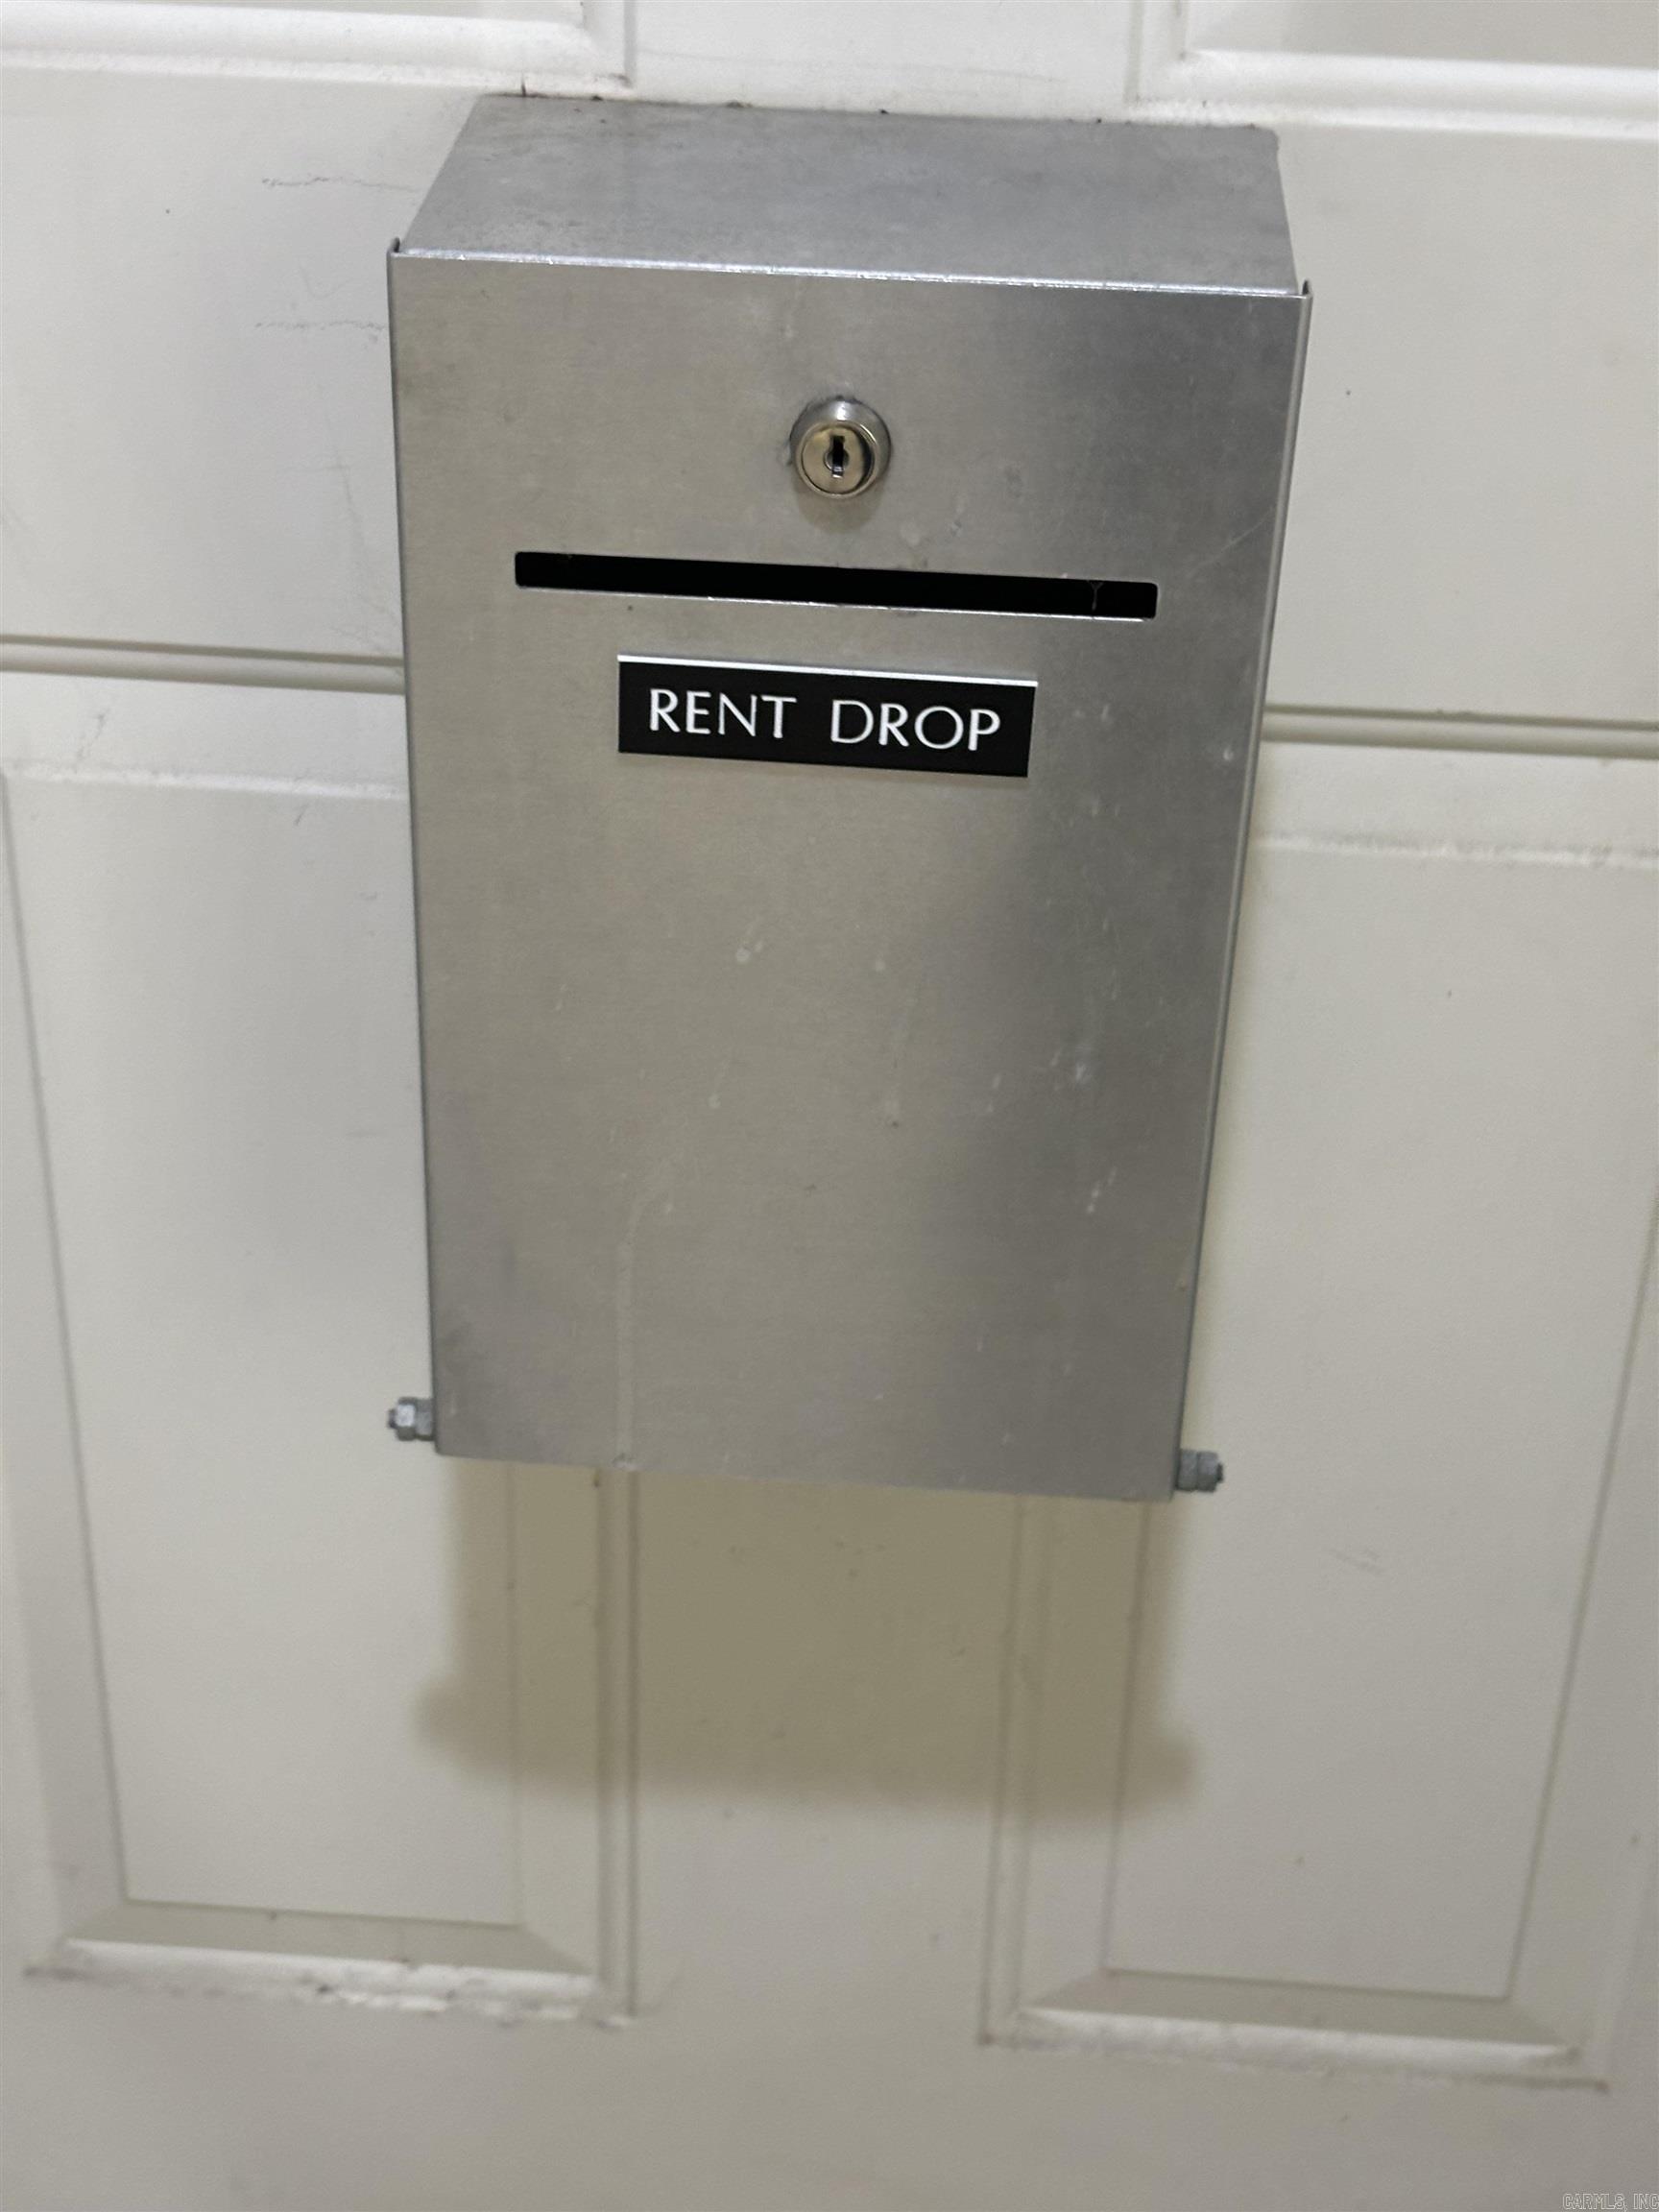 RENT DROP
CARMLS, INC